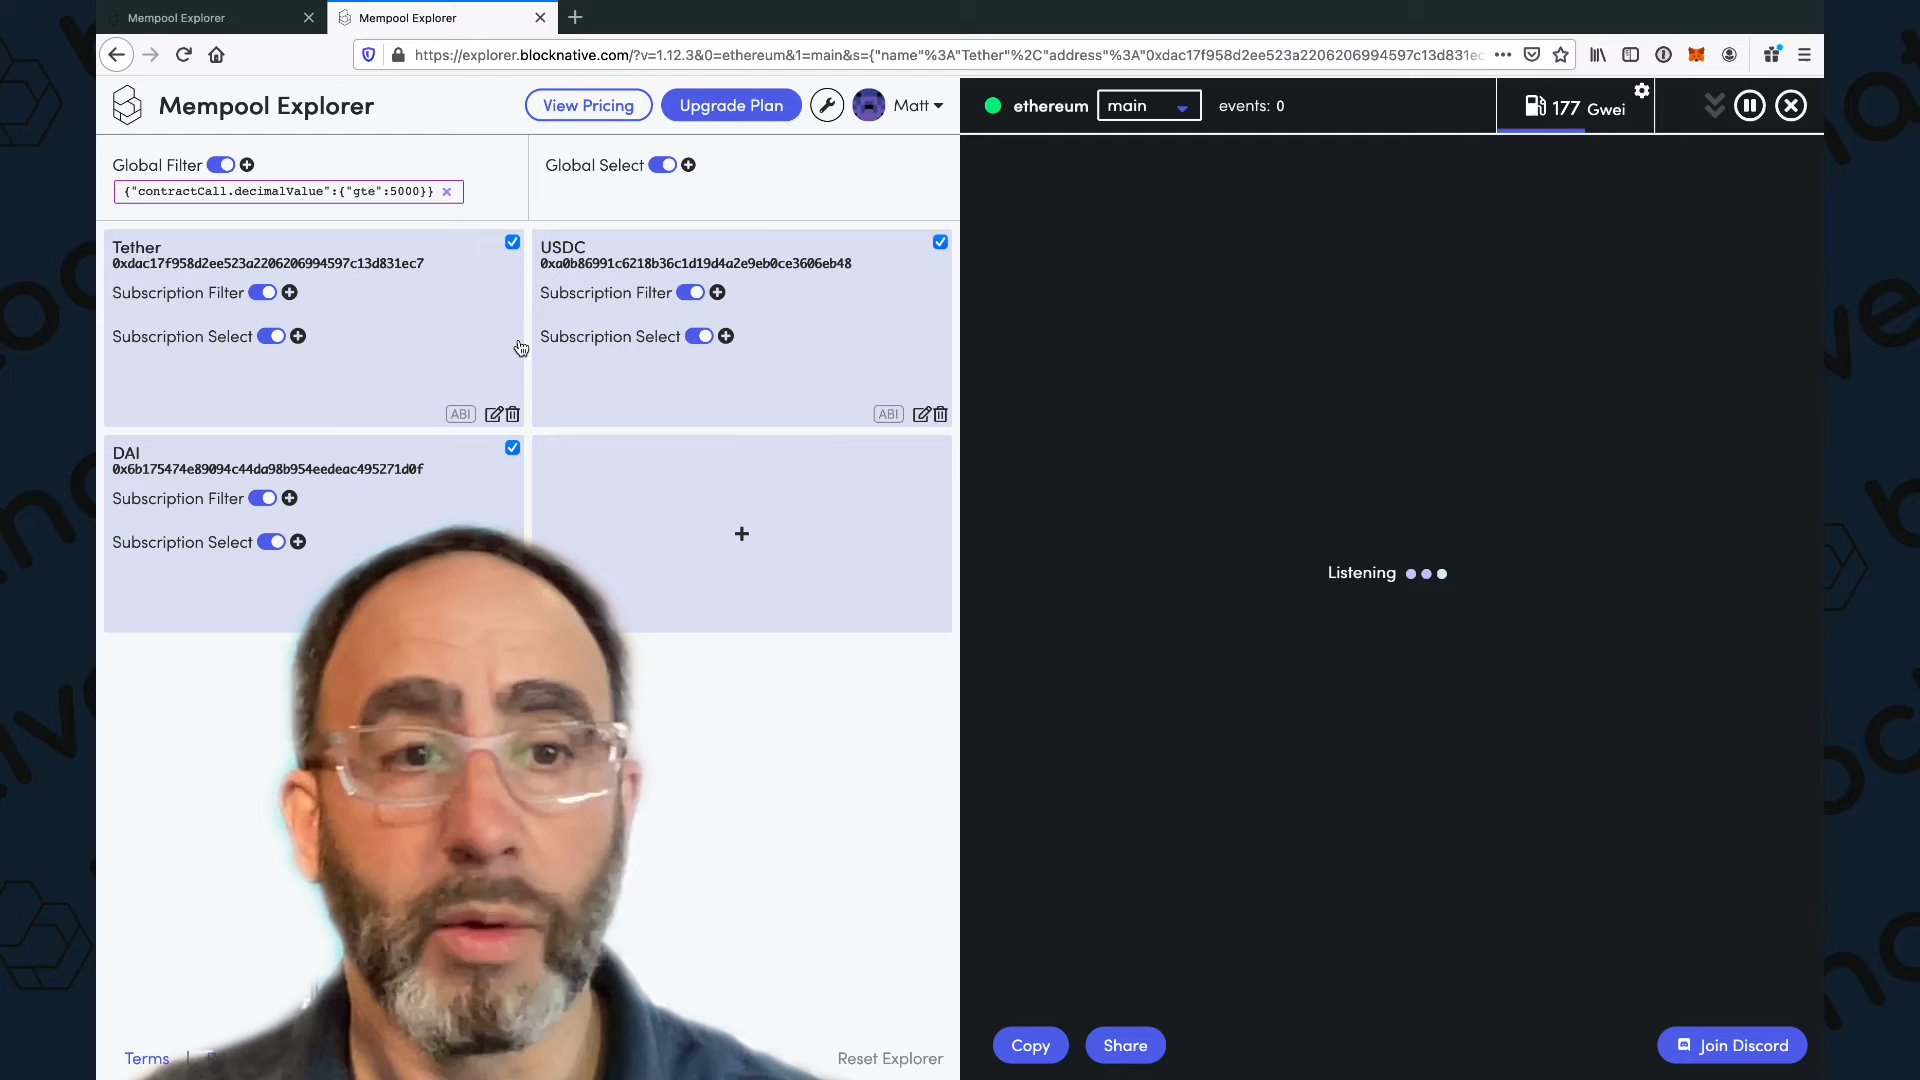 Mempool Explorer
Mempool Explorer
https://explorer.blocknative.com/?v=1.12.3&0=ethereum&1=main&s={"name"%3A"Tether"%2C"address"%3A"0xdac17f958d2ee523a2206206994597c13d831ec
Mempool Explorer
View Pricing
Upgrade Plan
Matt
ethereum
main
events: 0
177 Gwei
Global Filter
{"contractCall.decimalValue":{"gte":5000}}
Global Select
Tether
0xdac17f958d2ee523a2206206994597c13d831ec7
Subscription Filter
Subscription Select
ABI
USDC
0xa0b86991c6218b36c1d19d4a2e9eb0ce3606eb48
Subscription Filter
Subscription Select
ABI
DAI
0x6b175474e89094c44da98b954eedeac495271d0f
Subscription Filter
Subscription Select
Listening
Terms |
Reset Explorer
Copy
Share
Join Discord